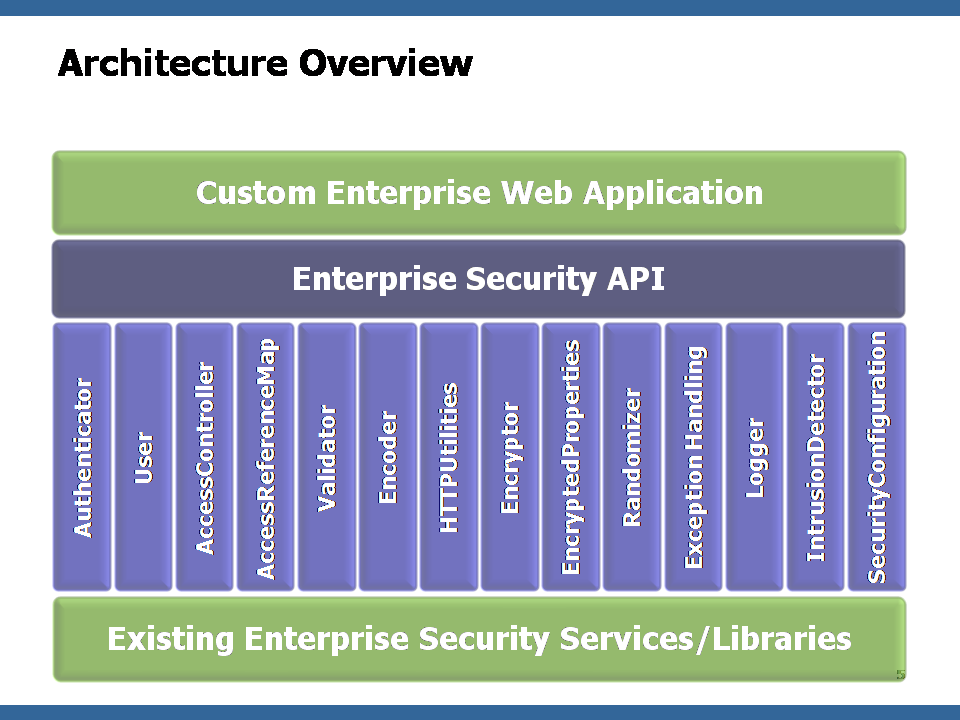 Architecture Overview
Custom Enterprise Web Application
Enterprise Security API
Authenticator
User
AccessController
AccessReferenceMap
Validator
Encoder
HTTPUtilities
Encryptor
EncryptedProperties
Randomizer
Exception Handling
Logger
IntrusionDetector
SecurityConfiguration
Existing Enterprise Security Services/Libraries